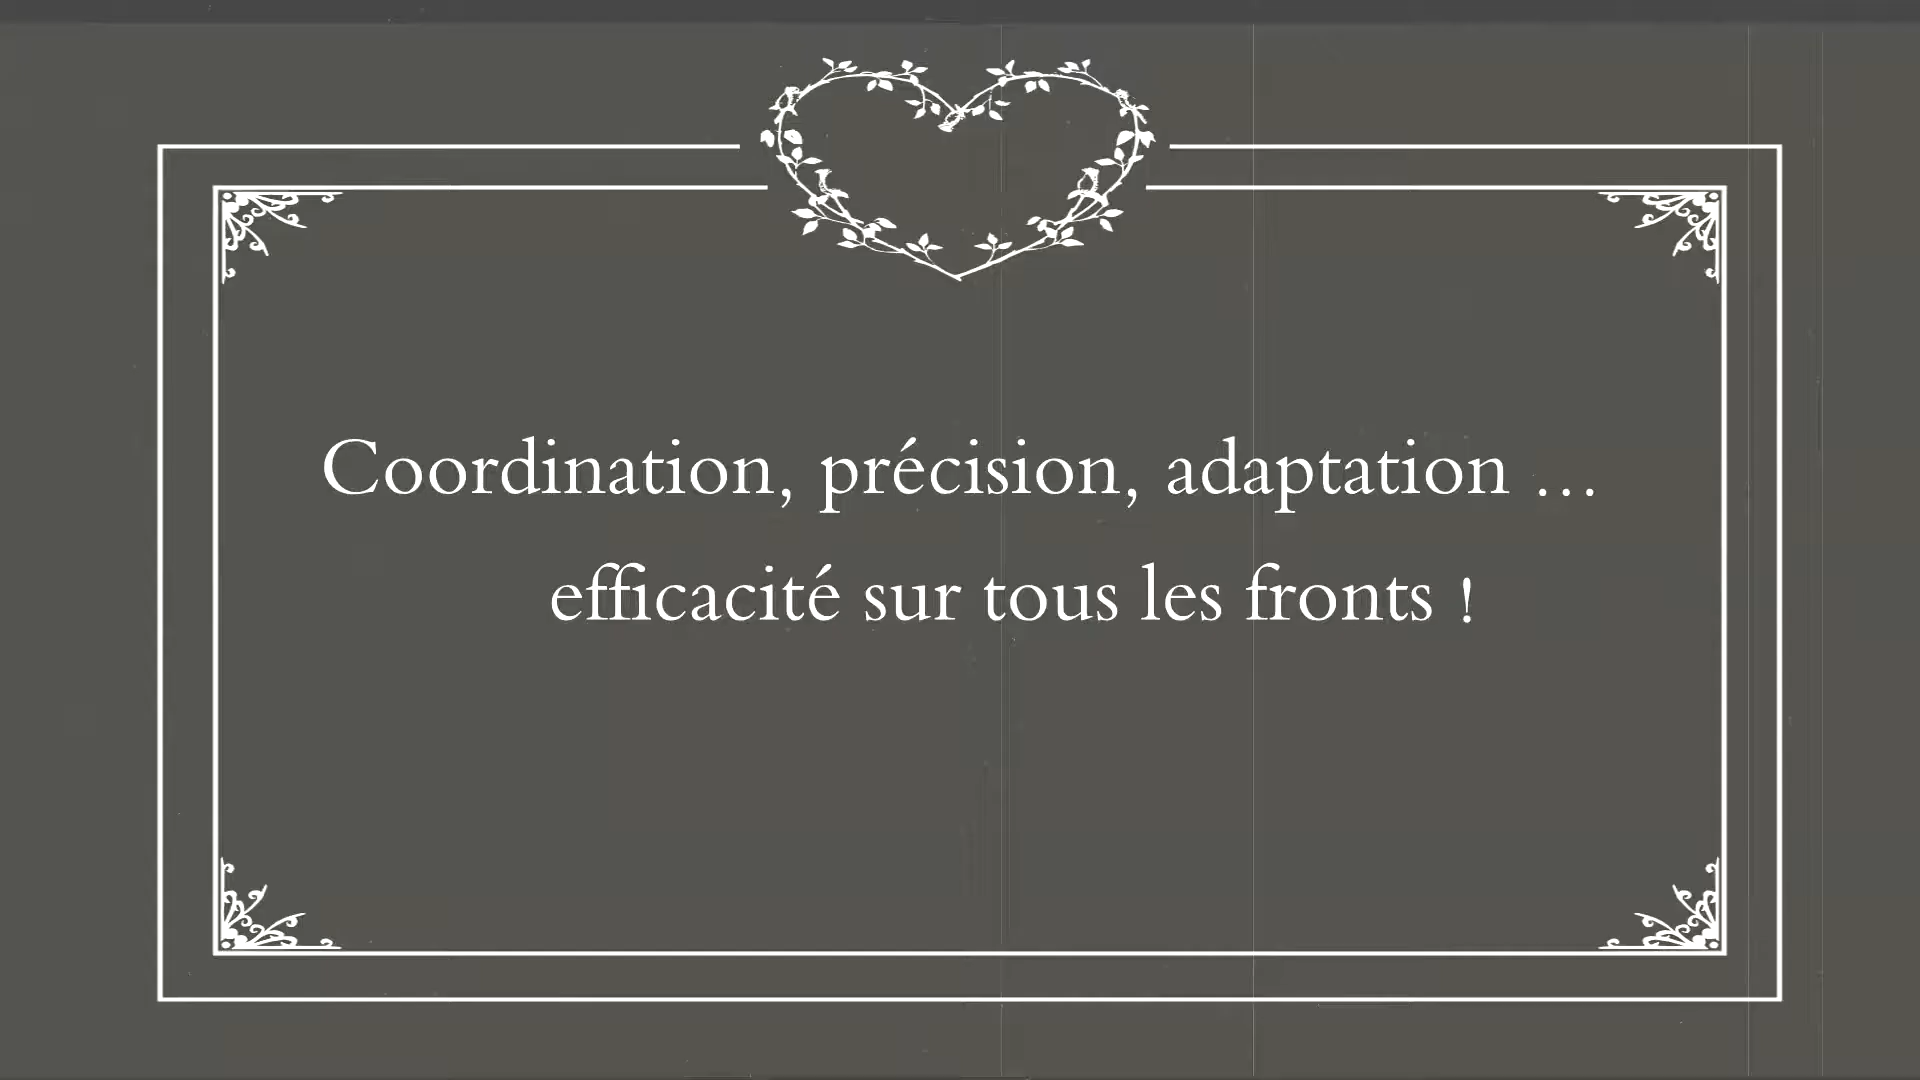 Coordination, précision, adaptation ...
efficacité sur tous les fronts !